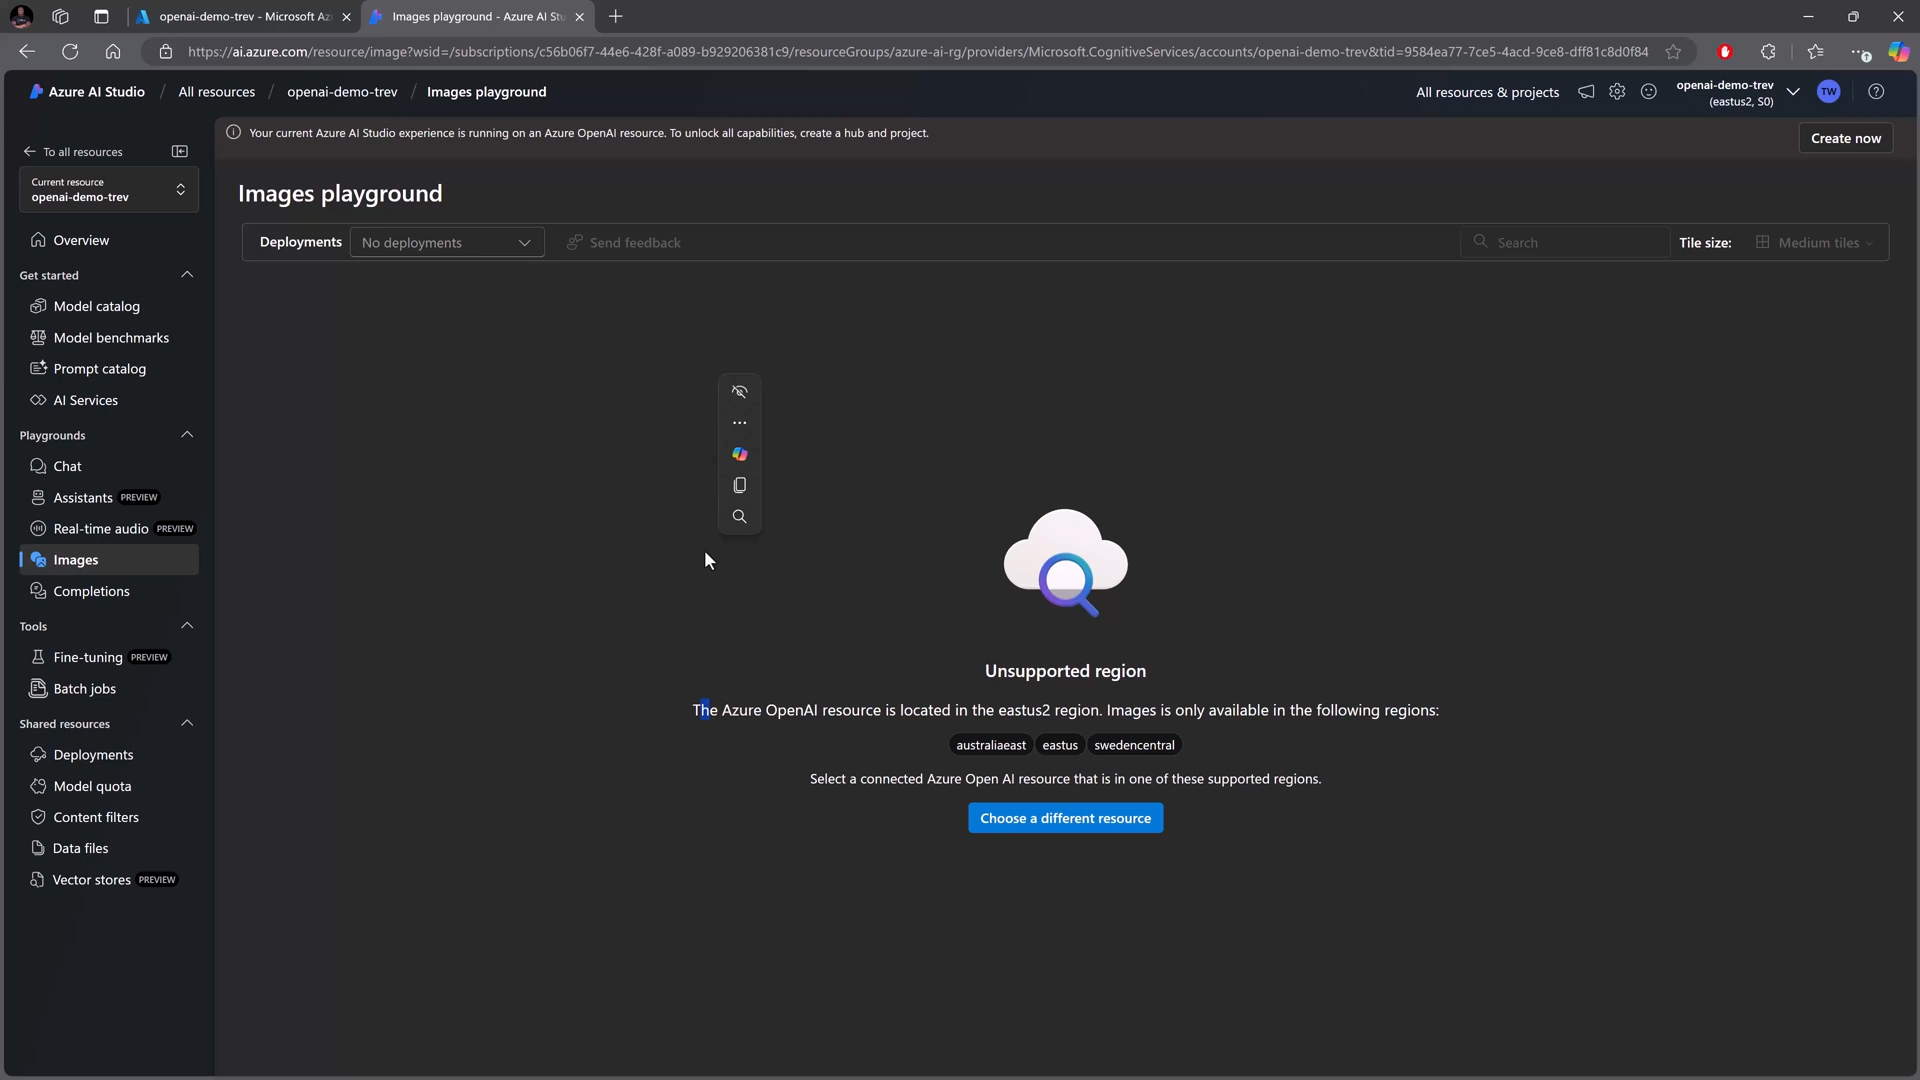 openai-demo-trev - Microsoft Az
Images playground - Azure AI Stu
https://ai.azure.com/resource/image?wsid=/subscriptions/c56b06f7-44e6-428f-a089-b929206381c9/resourceGroups/azure-ai-rg/providers/Microsoft.CognitiveServices/accounts/openai-demo-trev&tid=9584ea77-7ce5-4acd-9ce8-dff81c8d0f84
Azure AI Studio / All resources / openai-demo-trev / Images playground
All resources & projects
openai-demo-trev
(eastus2, S0)
TW
Your current Azure AI Studio experience is running on an Azure OpenAI resource. To unlock all capabilities, create a hub and project.
Create now
To all resources
Current resource
openai-demo-trev
Overview
Get started
Model catalog
Model benchmarks
Prompt catalog
AI Services
Playgrounds
Chat
Assistants PREVIEW
Real-time audio PREVIEW
Images
Completions
Tools
Fine-tuning PREVIEW
Batch jobs
Shared resources
Deployments
Model quota
Content filters
Data files
Vector stores PREVIEW
Images playground
Deployments No deployments Send feedback Search Tile size: Medium tiles
Unsupported region
The Azure OpenAI resource is located in the eastus2 region. Images is only available in the following regions:
australiaeast eastus swedencentral
Select a connected Azure Open AI resource that is in one of these supported regions.
Choose a different resource